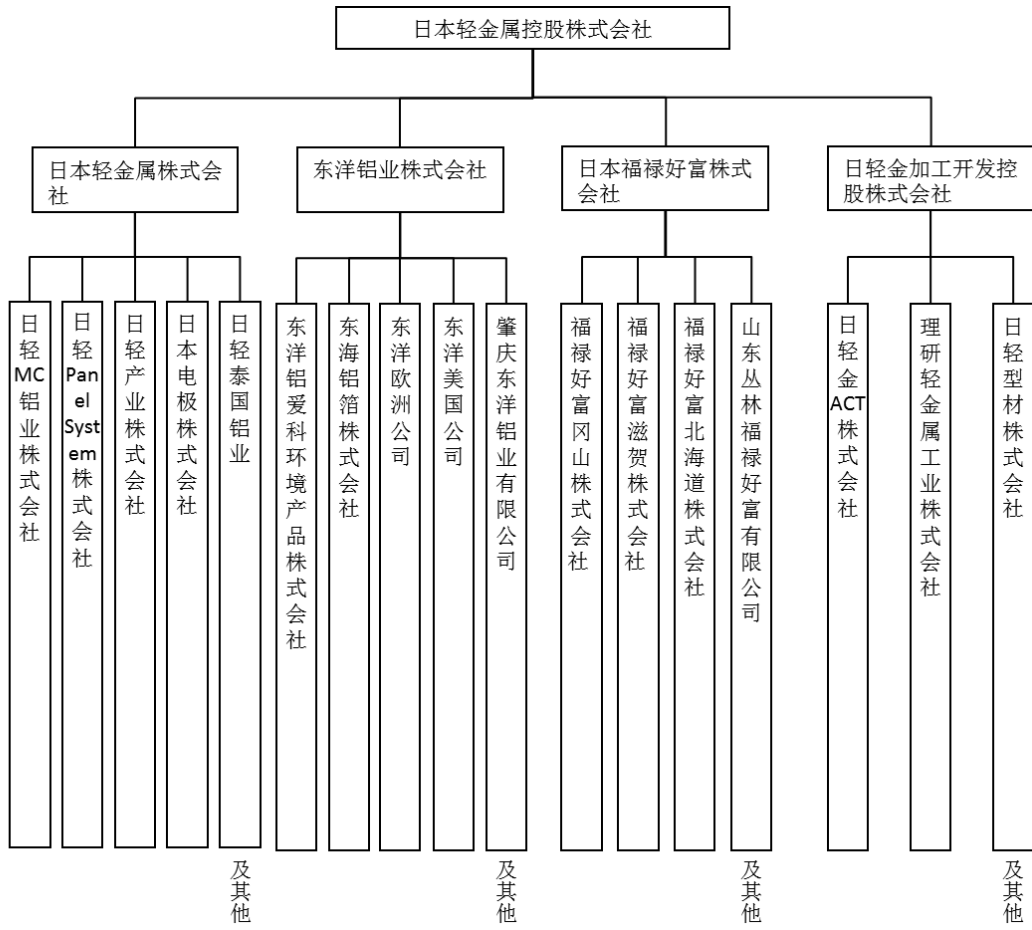 日本轻金属控股株式会社
日本轻金属株式会
社
东洋铝业株式会社
日本福禄好富株式
会社
日轻金加工开发控
股株式会社
日轻MC铝业株式会社
日轻Panel System株式会社
日轻产业株式会社
日本电极株式会社
日轻泰国铝业
东洋铝爱科环境产品株式会社
东海铝箔株式会社
东洋欧洲公司
东洋美国公司
肇庆东洋铝业有限公司
福禄好富冈山株式会社
福禄好富滋贺株式会社
福禄好富北海道株式会社
山东丛林福禄好富有限公司
日轻金ACT株式会社
理研轻金属工业株式会社
日轻型材株式会社
及其他
及其他
及其他
及其他